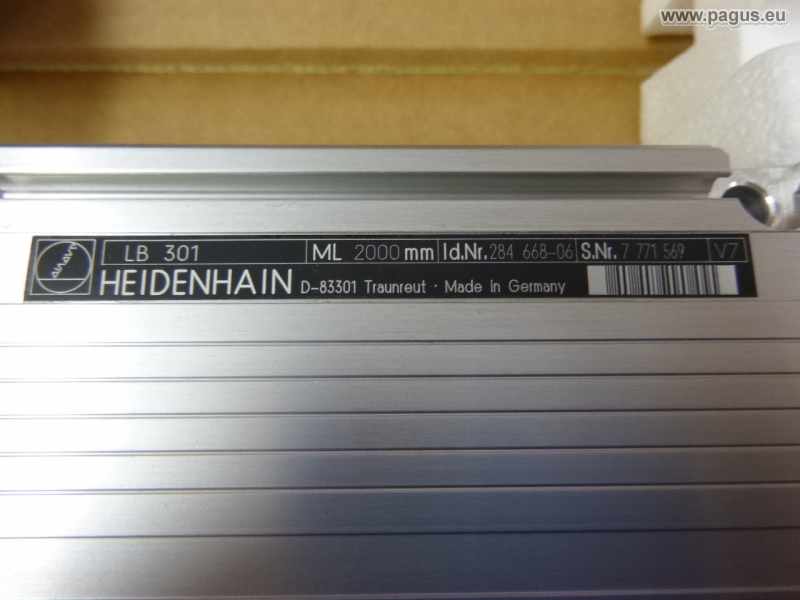 www.pagus.eu
LB 301 ML 2000 mm Id.Nr. 284 668-06 S.Nr. 7 771 569 V7
HEIDENHAIN D-83301 Traunreut · Made in Germany